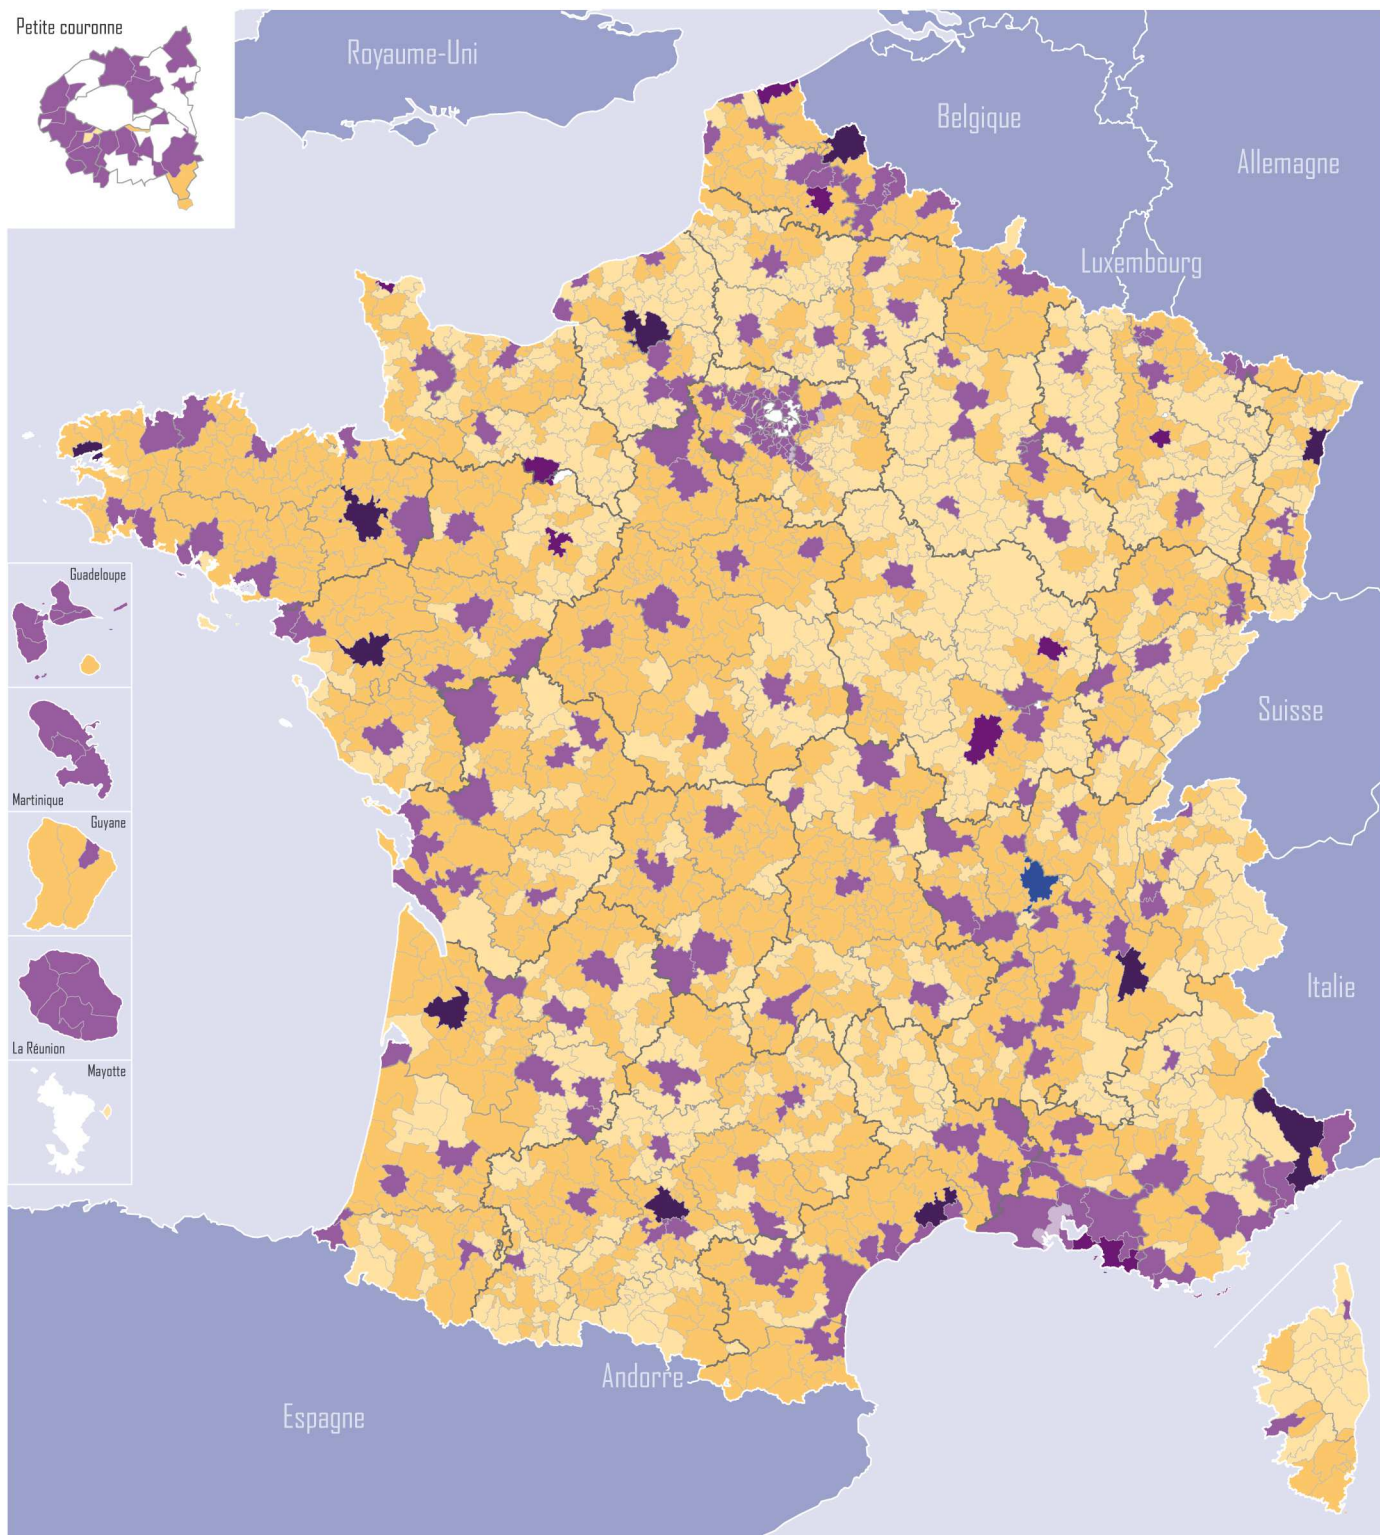 Petite couronne
Royaume-Uni
Belgique
Allemagne
Luxembourg
Guadeloupe
Suisse
Martinique
Guyane
Italie
La Réunion
Mayotte
Andorre
Espagne